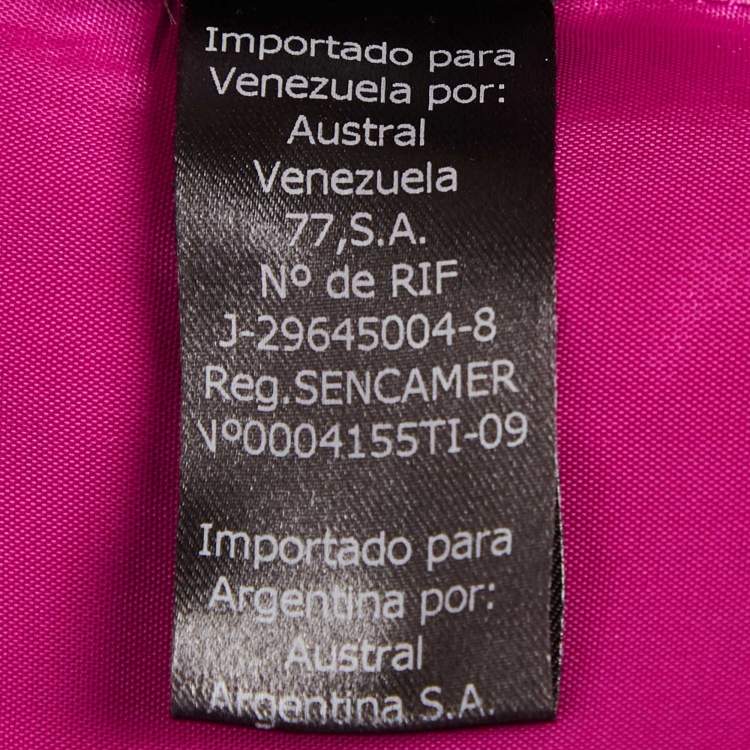 Importado para
Venezuela por:
Austral
Venezuela
77,S.A.
Nº de RIF
J-29645004-8
Reg.SENCAMER
Nº0004155TI-09
Importado para
Argentina por:
Austral
Argentina S.A.